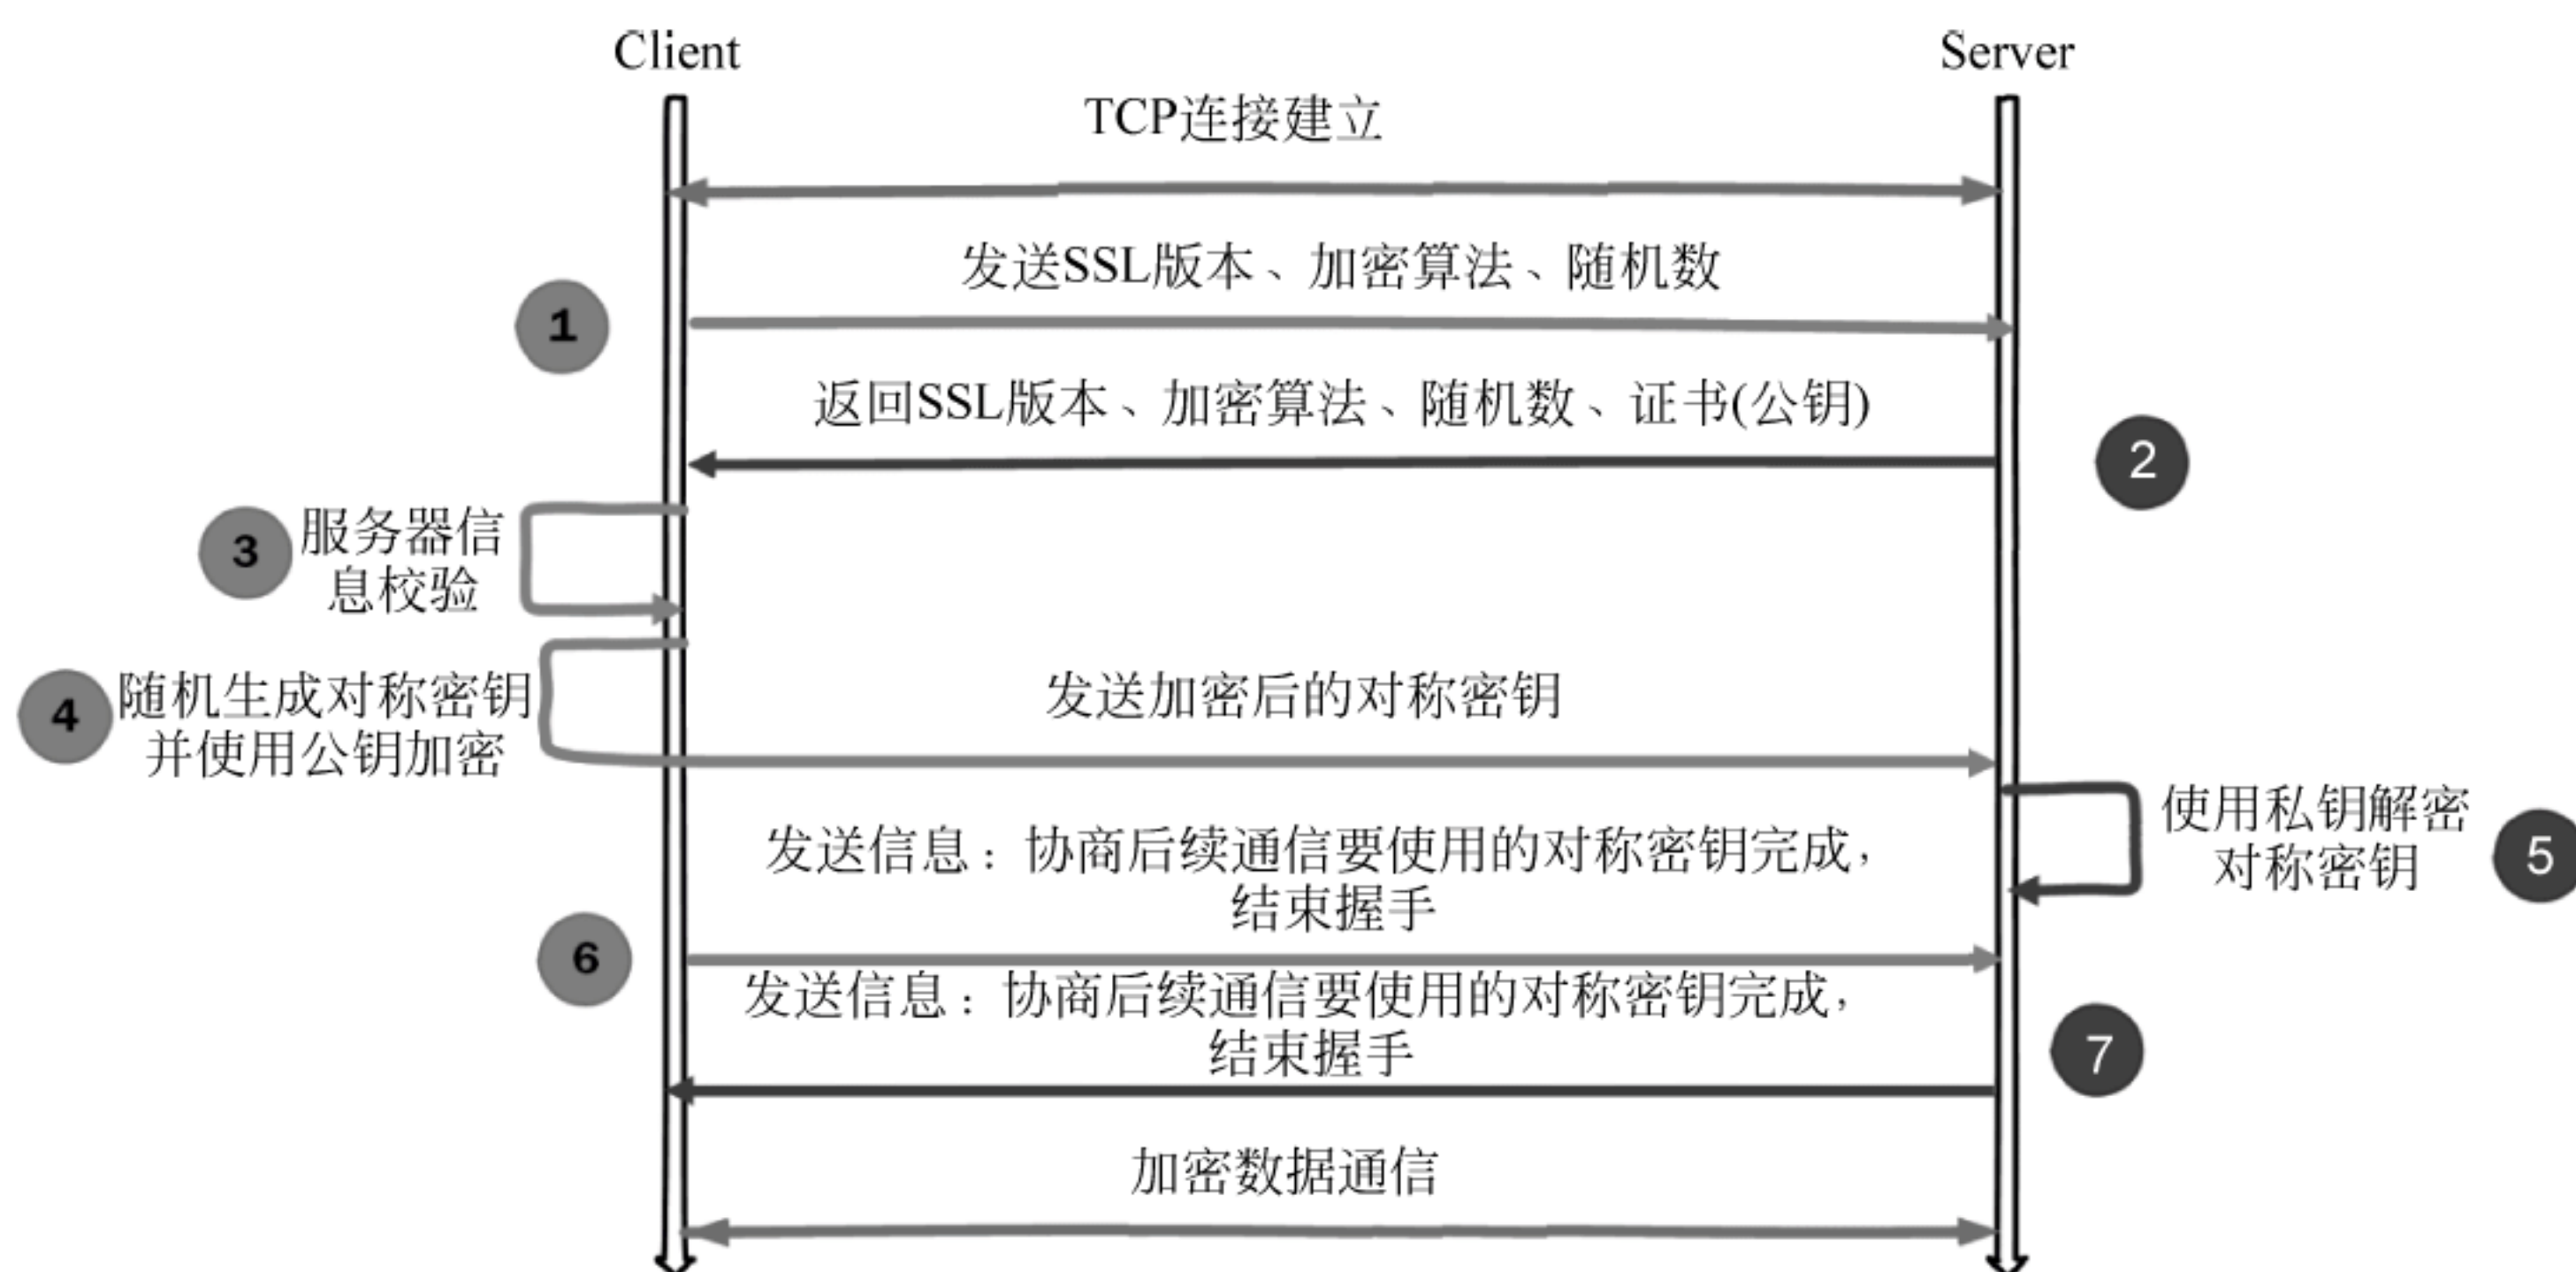 Client
Server
TCP连接建立
发送SSL版本、加密算法、随机数
1
返回SSL版本、加密算法、随机数、证书(公钥)
2
3
服务器信
息校验
4
随机生成对称密钥
并使用公钥加密
发送加密后的对称密钥
使用私钥解密
对称密钥
5
发送信息：协商后续通信要使用的对称密钥完成，
结束握手
6
发送信息：协商后续通信要使用的对称密钥完成，
结束握手
7
加密数据通信